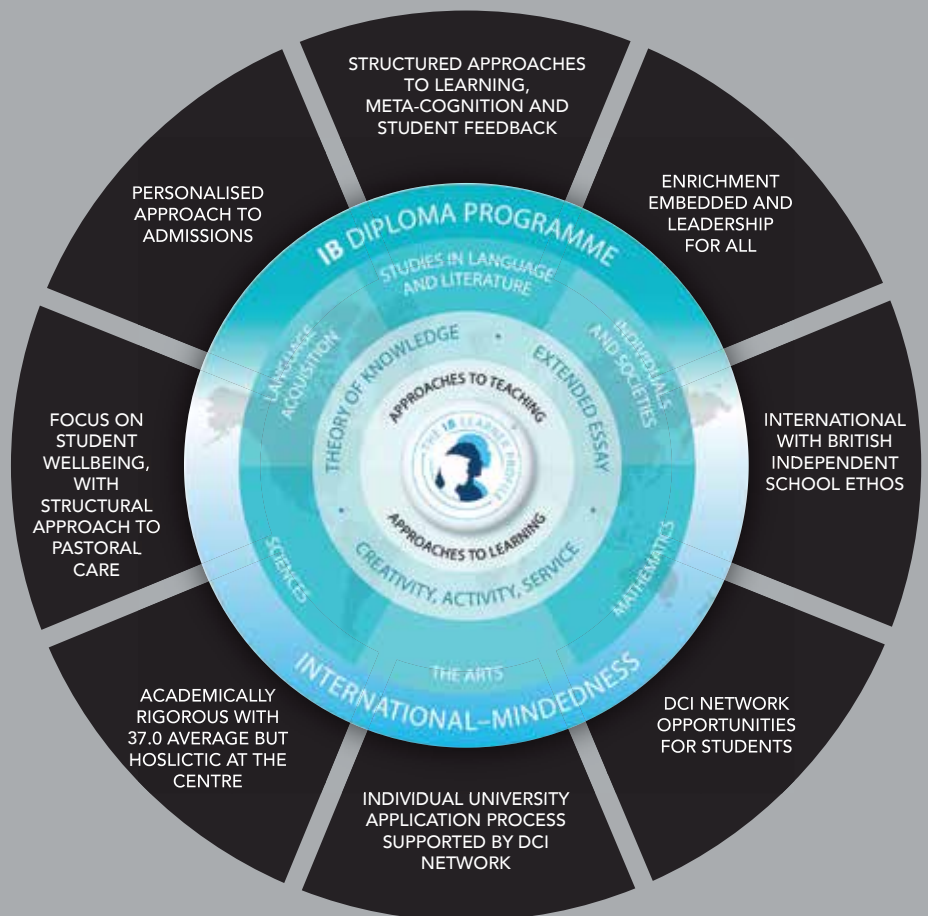 STRUCTURED APPROACHES
TO LEARNING,
META-COGNITION AND
STUDENT FEEDBACK
ENRICHMENT
EMBEDDED AND
LEADERSHIP
FOR ALL
INTERNATIONAL
WITH BRITISH
INDEPENDENT
SCHOOL ETHOS
DCI NETWORK
OPPORTUNITIES
FOR STUDENTS
INDIVIDUAL UNIVERSITY
APPLICATION PROCESS
SUPPORTED BY DCI
NETWORK
ACADEMICALLY
RIGOROUS WITH
37.0 AVERAGE BUT
HOSLICTIC AT THE
CENTRE
FOCUS ON
STUDENT
WELLBEING,
WITH
STRUCTURAL
APPROACH TO
PASTORAL
CARE
PERSONALISED
APPROACH TO
ADMISSIONS
IB DIPLOMA PROGRAMME
STUDIES IN LANGUAGE
AND LITERATURE
INDIVIDUALS
AND SOCIETIES
MATHEMATICS
THE ARTS
SCIENCES
LANGUAGE
ACQUISITION
THEORY OF KNOWLEDGE
EXTENDED ESSAY
CREATIVITY, ACTIVITY, SERVICE
APPROACHES TO TEACHING
THE IB LEARNER PROFILE
APPROACHES TO LEARNING
INTERNATIONAL-MINDEDNESS